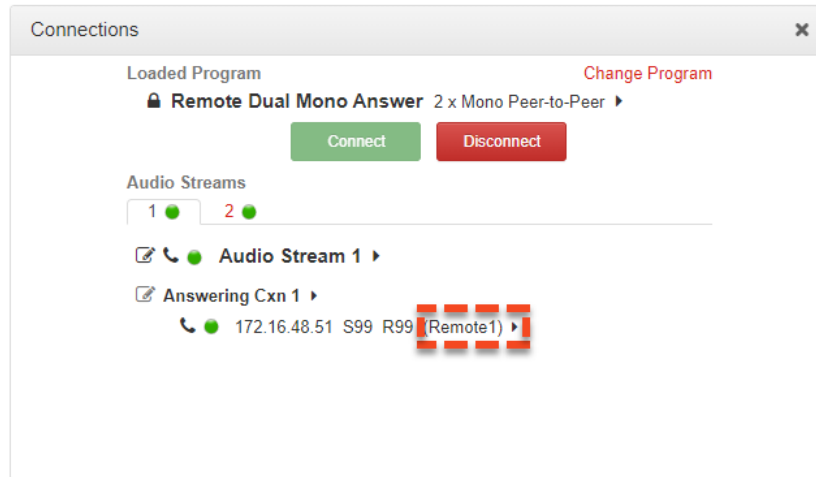 Connections
Loaded Program Change Program
Remote Dual Mono Answer 2 x Mono Peer-to-Peer
Connect Disconnect
Audio Streams
1 2
Audio Stream 1
Answering Cxn 1
172.16.48.51 S99 R99 (Remote1)